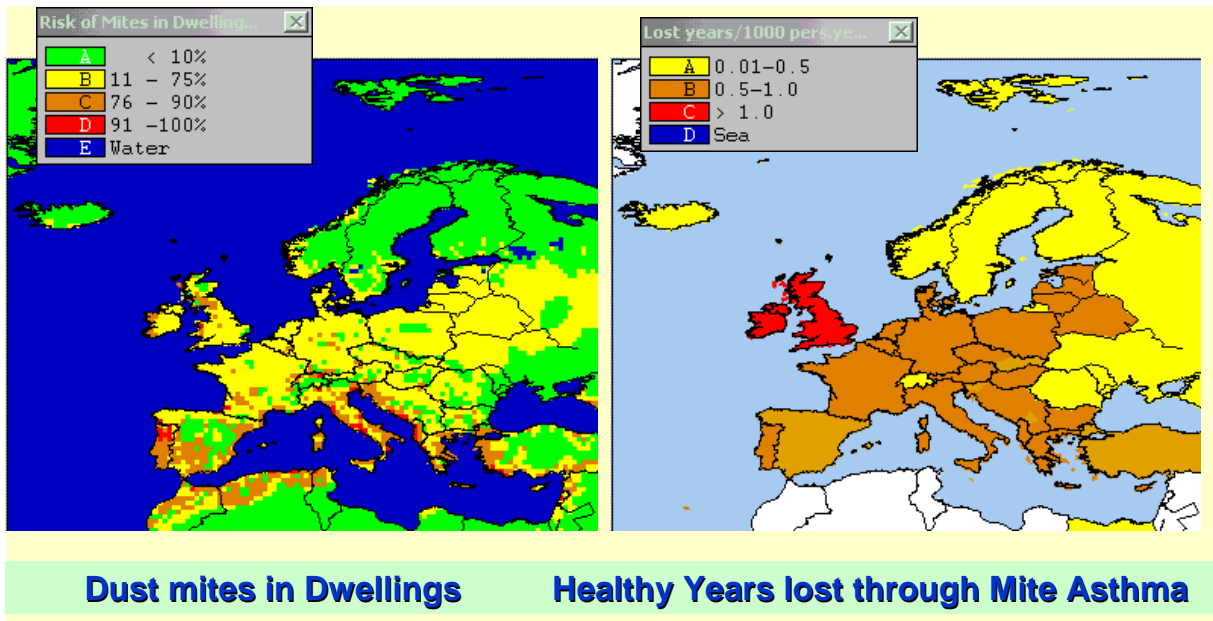 Risk of Mites in Dwelling...
A < 10%
B 11 - 75%
C 76 - 90%
D 91 -100%
E Water
Lost years/1000 pers.ye...
A 0.01-0.5
B 0.5-1.0
C > 1.0
D Sea
Dust mites in Dwellings
Healthy Years lost through Mite Asthma